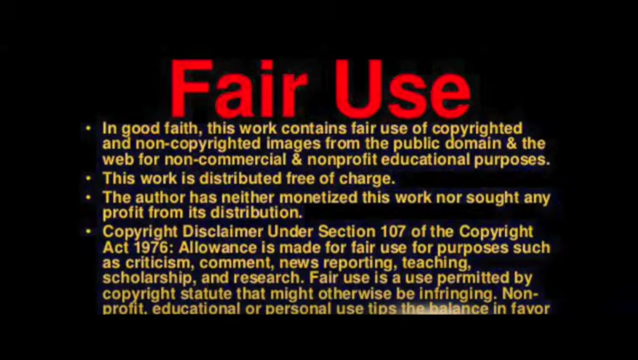 Fair Use
• In good faith, this work contains fair use of copyrighted
and non-copyrighted images from the public domain & the
web for non-commercial & nonprofit educational purposes.
• This work is distributed free of charge.
• The author has neither monetized this work nor sought any
profit from its distribution.
• Copyright Disclaimer Under Section 107 of the Copyright
Act 1976: Allowance is made for fair use for purposes such
as criticism, comment, news reporting, teaching,
scholarship, and research. Fair use is a use permitted by
copyright statute that might otherwise be infringing. Non-
profit, educational or personal use tips the balance in favor